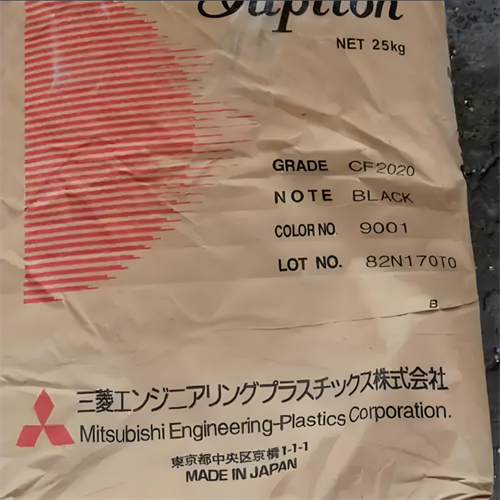 Iupilon
NET 25kg
GRADE CF2020
NOTE BLACK
COLOR NO. 9001
LOT NO. 82N170T0
B
三菱エンジニアリングプラスチックス株式会社
Mitsubishi Engineering-Plastics Corporation.
東京都中央区京橋1-1-1
MADE IN JAPAN